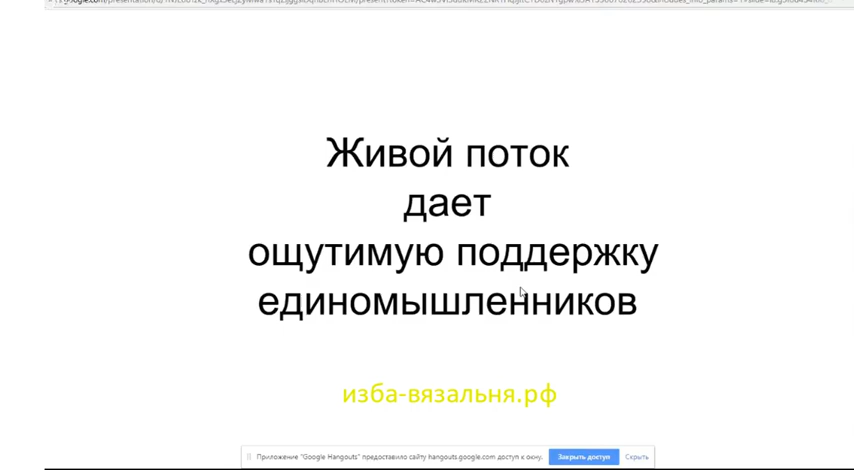 Живой поток
дает
ощутимую поддержку
единомышленников
изба-вязальня.рф
Приложение "Google Hangouts" предоставило сайту hangouts.google.com доступ к окну. Закрыть доступ Скрыть